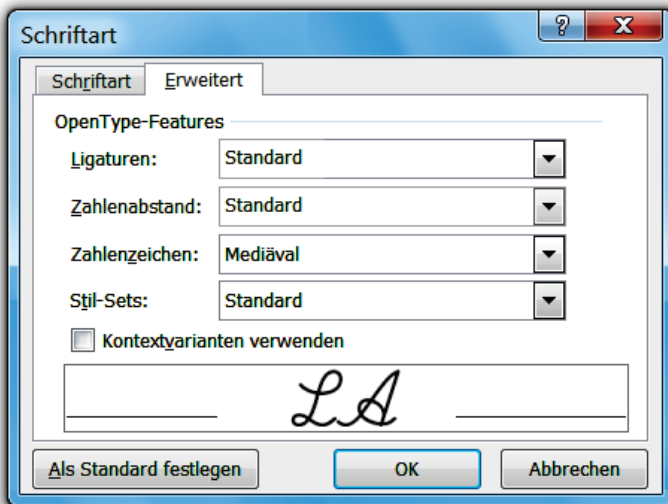 Schriftart
Schriftart Erweitert
OpenType-Features
Ligaturen: Standard
Zahlenabstand: Standard
Zahlenzeichen: Mediäval
Stil-Sets: Standard
Kontextvarianten verwenden
LA
Als Standard festlegen OK Abbrechen